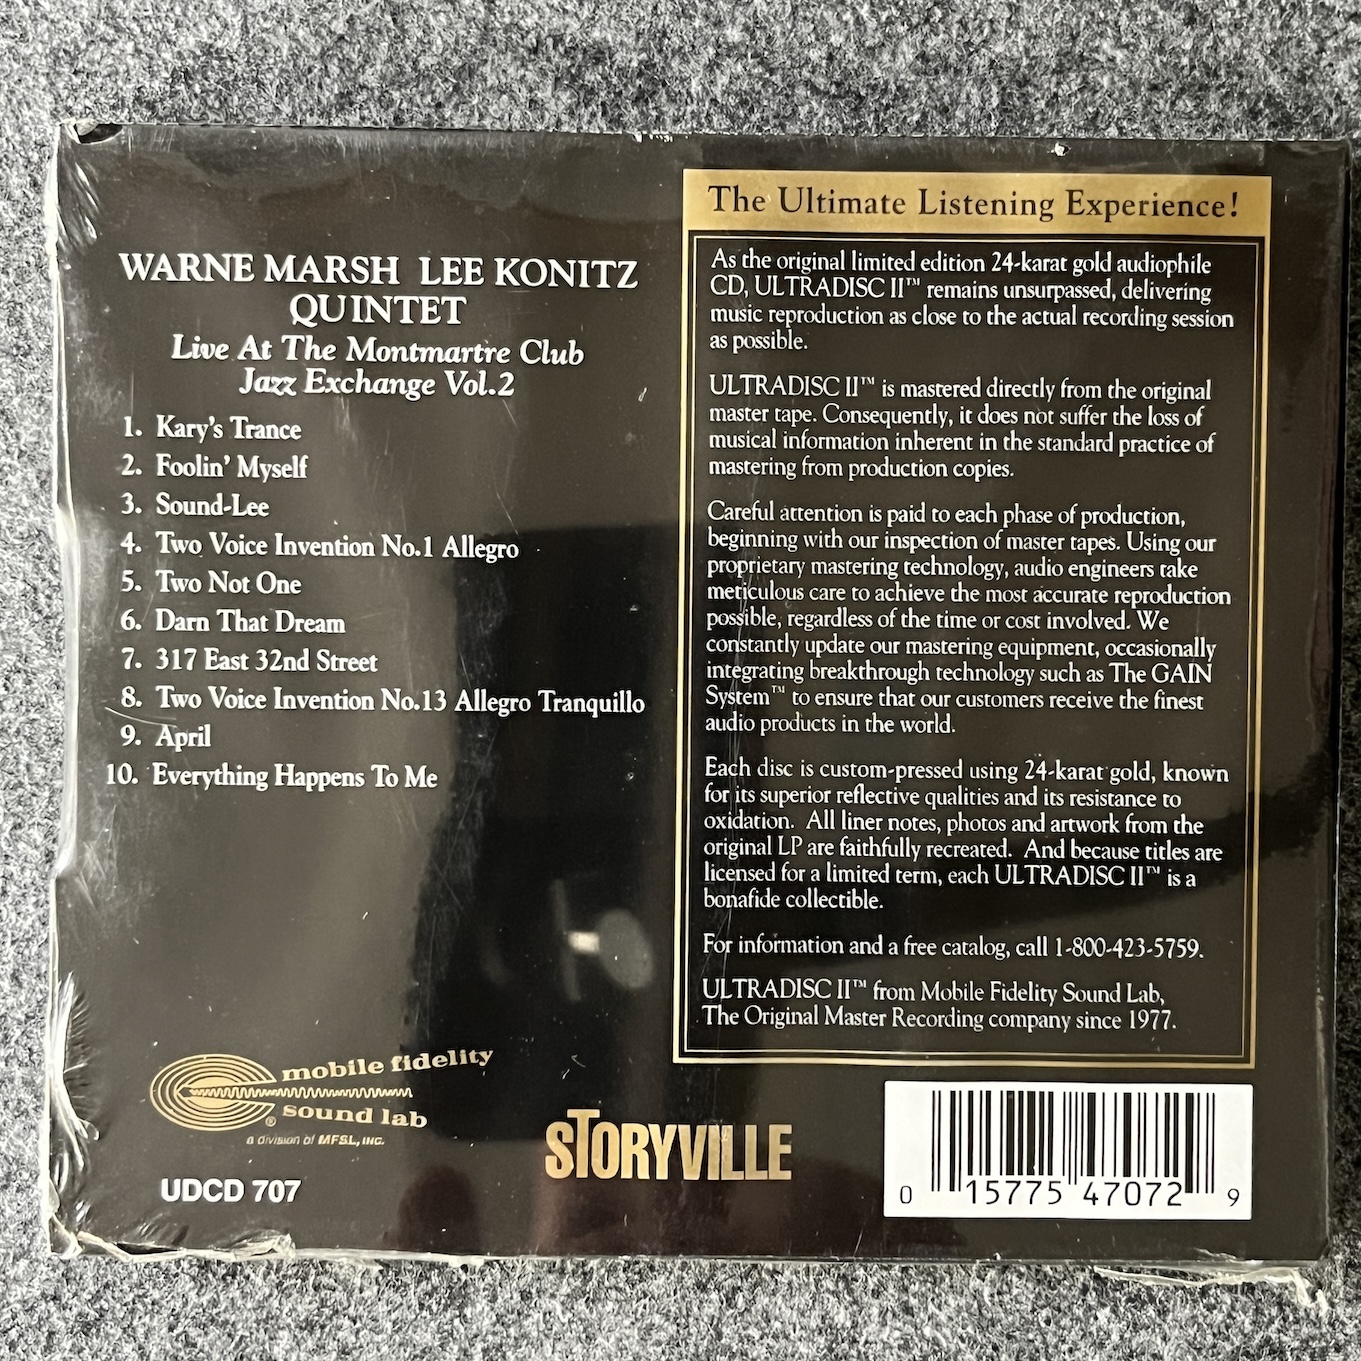 WARNE MARSH LEE KONITZ
QUINTET
Live At The Montmartre Club
Jazz Exchange Vol.2
1. Kary's Trance
2. Foolin' Myself
3. Sound-Lee
4. Two Voice Invention No.1 Allegro
5. Two Not One
6. Darn That Dream
7. 317 East 32nd Street
8. Two Voice Invention No.13 Allegro Tranquillo
9. April
10. Everything Happens To Me
The Ultimate Listening Experience!
As the original limited edition 24-karat gold audiophile
CD, ULTRADISC II™ remains unsurpassed, delivering
music reproduction as close to the actual recording session
as possible.
ULTRADISC II™ is mastered directly from the original
master tape. Consequently, it does not suffer the loss of
musical information inherent in the standard practice of
mastering from production copies.
Careful attention is paid to each phase of production,
beginning with our inspection of master tapes. Using our
proprietary mastering technology, audio engineers take
meticulous care to achieve the most accurate reproduction
possible, regardless of the time or cost involved. We
constantly update our mastering equipment, occasionally
integrating breakthrough technology such as The GAIN
System™ to ensure that our customers receive the finest
audio products in the world.
Each disc is custom-pressed using 24-karat gold, known
for its superior reflective qualities and its resistance to
oxidation. All liner notes, photos and artwork from the
original LP are faithfully recreated. And because titles are
licensed for a limited term, each ULTRADISC II™ is a
bonafide collectible.
For information and a free catalog, call 1-800-423-5759.
ULTRADISC II™ from Mobile Fidelity Sound Lab,
The Original Master Recording company since 1977.
mobile fidelity
sound lab
®
a division of MFSL, INC.
UDCD 707
STORYVILLE
0 15775 47072 9